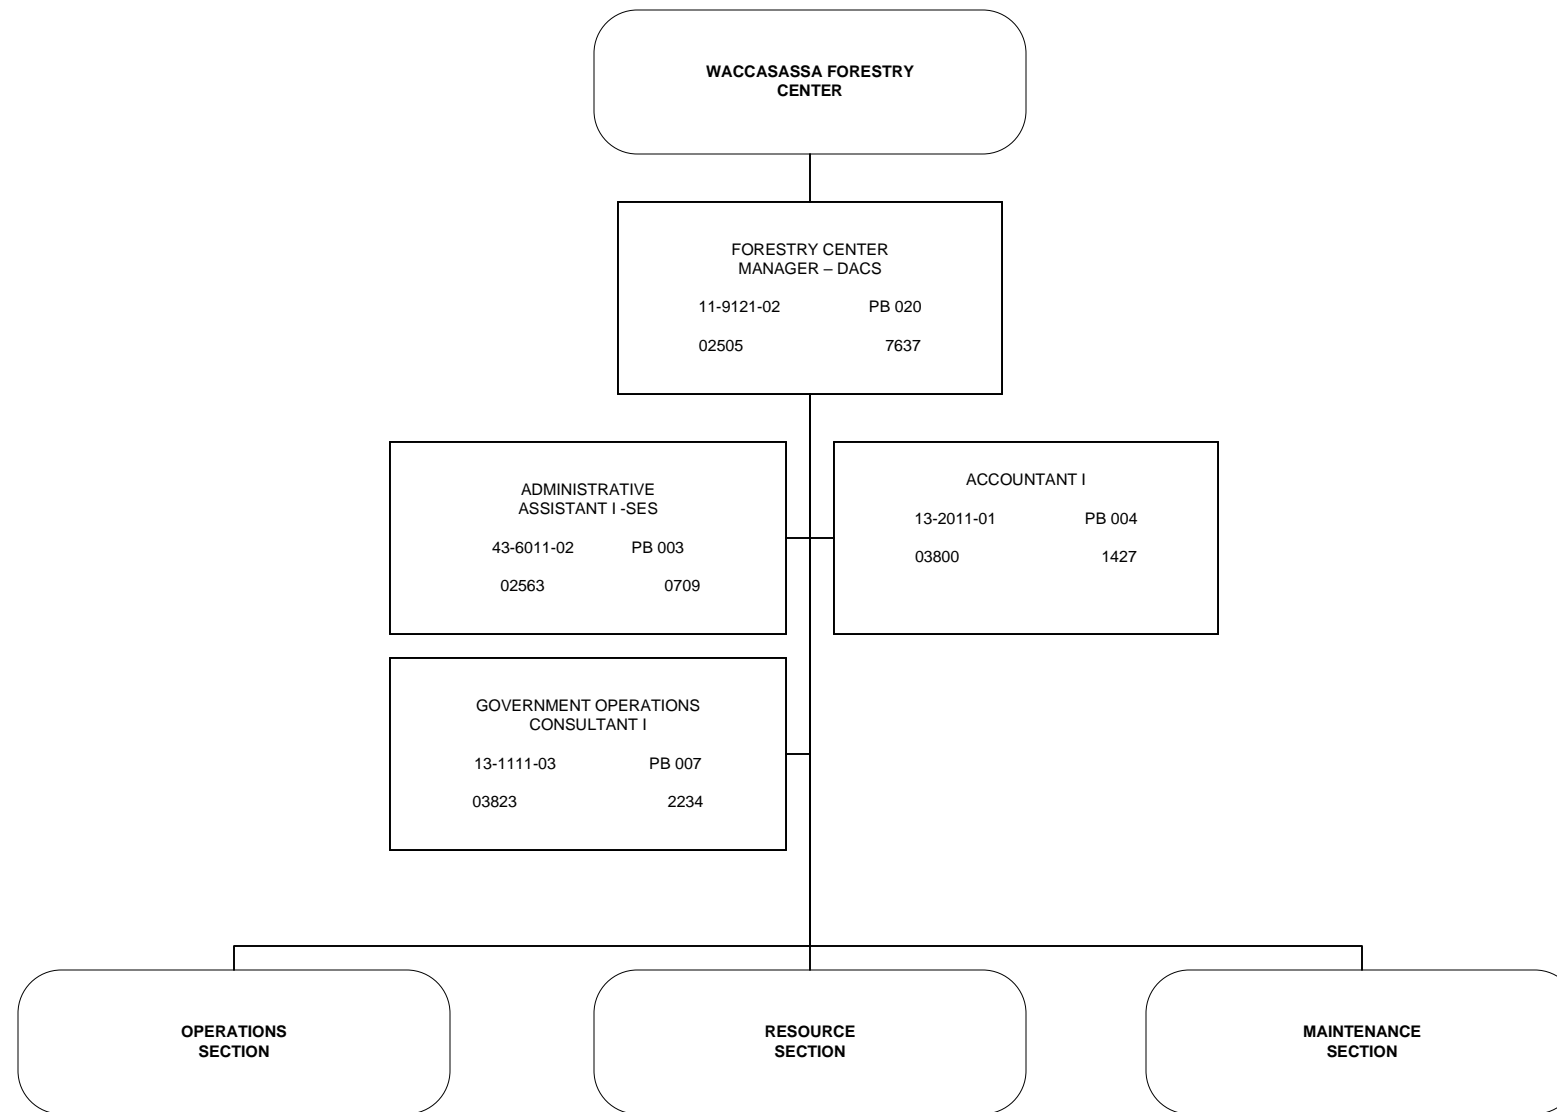 WACCASASSA FORESTRY
CENTER
FORESTRY CENTER
MANAGER – DACS
11-9121-02 PB 020
02505 7637
ADMINISTRATIVE
ASSISTANT I -SES
43-6011-02 PB 003
02563 0709
ACCOUNTANT I
13-2011-01 PB 004
03800 1427
GOVERNMENT OPERATIONS
CONSULTANT I
13-1111-03 PB 007
03823 2234
OPERATIONS
SECTION
RESOURCE
SECTION
MAINTENANCE
SECTION